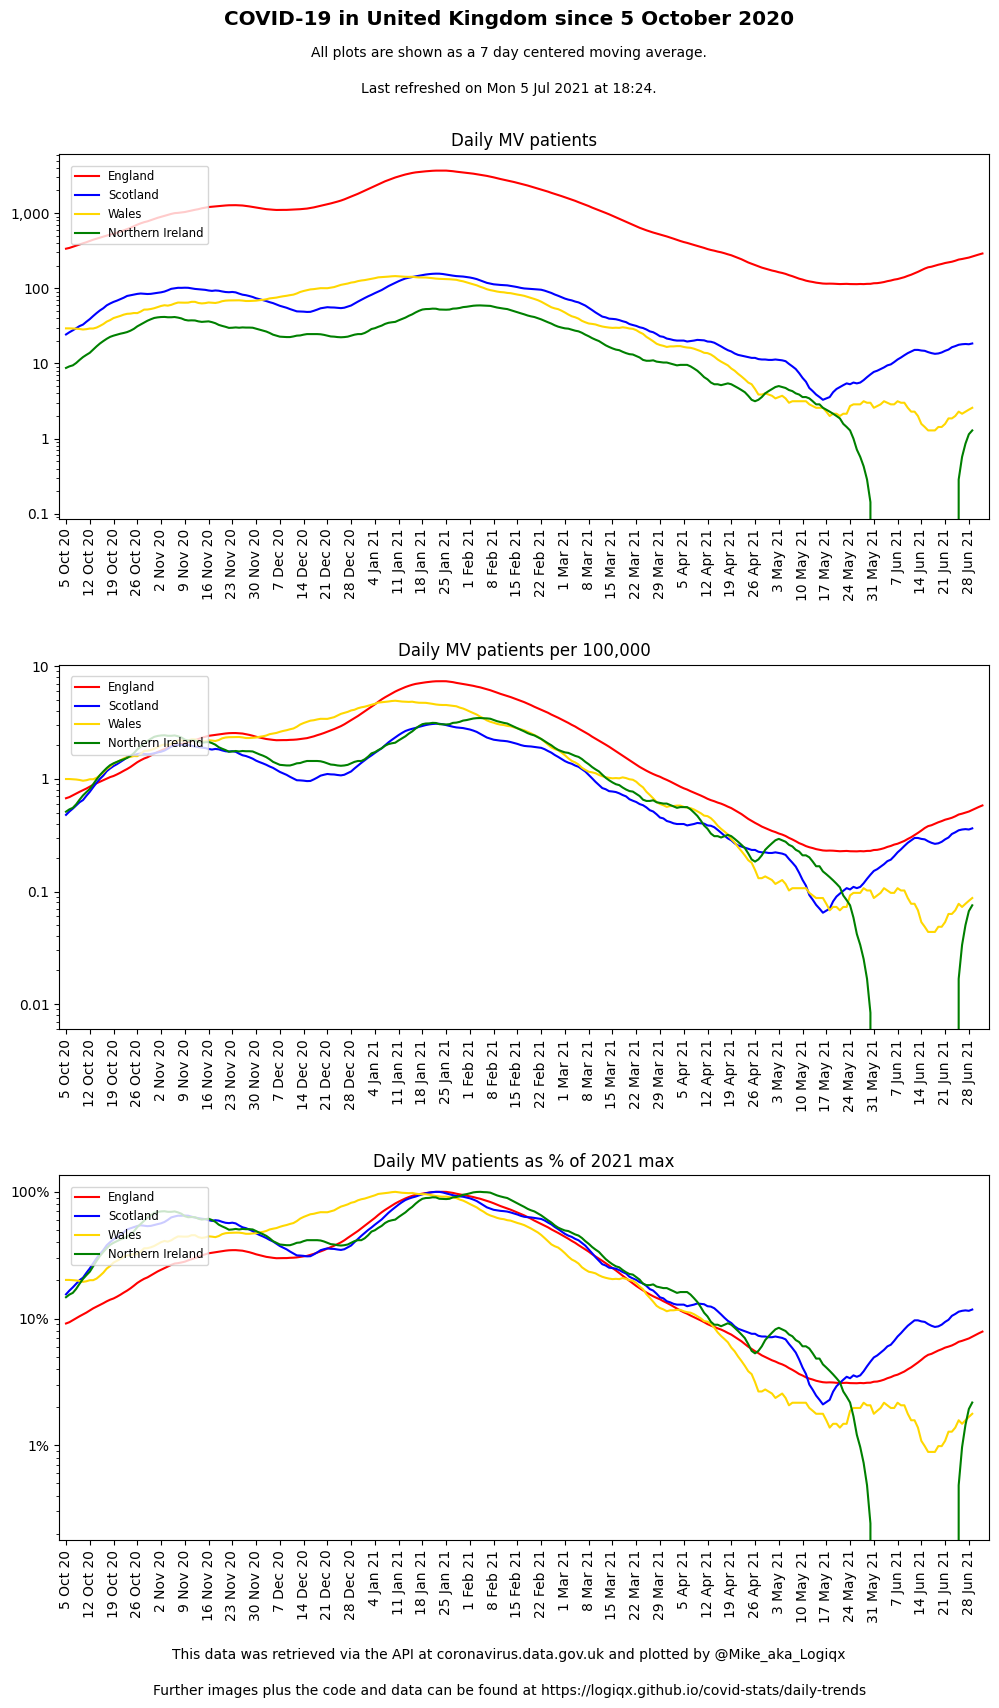 COVID-19 in United Kingdom since 5 October 2020
All plots are shown as a 7 day centered moving average.
Last refreshed on Mon 5 Jul 2021 at 18:24.
Daily MV patients
England
Scotland
Wales
Northern Ireland
1,000
100
10
1
0.1
5 Oct 20
12 Oct 20
19 Oct 20
26 Oct 20
2 Nov 20
9 Nov 20
16 Nov 20
23 Nov 20
30 Nov 20
7 Dec 20
14 Dec 20
21 Dec 20
28 Dec 20
4 Jan 21
11 Jan 21
18 Jan 21
25 Jan 21
1 Feb 21
8 Feb 21
15 Feb 21
22 Feb 21
1 Mar 21
8 Mar 21
15 Mar 21
22 Mar 21
29 Mar 21
5 Apr 21
12 Apr 21
19 Apr 21
26 Apr 21
3 May 21
10 May 21
17 May 21
24 May 21
31 May 21
7 Jun 21
14 Jun 21
21 Jun 21
28 Jun 21
Daily MV patients per 100,000
England
Scotland
Wales
Northern Ireland
10
1
0.1
0.01
5 Oct 20
12 Oct 20
19 Oct 20
26 Oct 20
2 Nov 20
9 Nov 20
16 Nov 20
23 Nov 20
30 Nov 20
7 Dec 20
14 Dec 20
21 Dec 20
28 Dec 20
4 Jan 21
11 Jan 21
18 Jan 21
25 Jan 21
1 Feb 21
8 Feb 21
15 Feb 21
22 Feb 21
1 Mar 21
8 Mar 21
15 Mar 21
22 Mar 21
29 Mar 21
5 Apr 21
12 Apr 21
19 Apr 21
26 Apr 21
3 May 21
10 May 21
17 May 21
24 May 21
31 May 21
7 Jun 21
14 Jun 21
21 Jun 21
28 Jun 21
Daily MV patients as % of 2021 max
England
Scotland
Wales
Northern Ireland
100%
10%
1%
5 Oct 20
12 Oct 20
19 Oct 20
26 Oct 20
2 Nov 20
9 Nov 20
16 Nov 20
23 Nov 20
30 Nov 20
7 Dec 20
14 Dec 20
21 Dec 20
28 Dec 20
4 Jan 21
11 Jan 21
18 Jan 21
25 Jan 21
1 Feb 21
8 Feb 21
15 Feb 21
22 Feb 21
1 Mar 21
8 Mar 21
15 Mar 21
22 Mar 21
29 Mar 21
5 Apr 21
12 Apr 21
19 Apr 21
26 Apr 21
3 May 21
10 May 21
17 May 21
24 May 21
31 May 21
7 Jun 21
14 Jun 21
21 Jun 21
28 Jun 21
This data was retrieved via the API at coronavirus.data.gov.uk and plotted by @Mike_aka_Logiqx
Further images plus the code and data can be found at https://logiqx.github.io/covid-stats/daily-trends